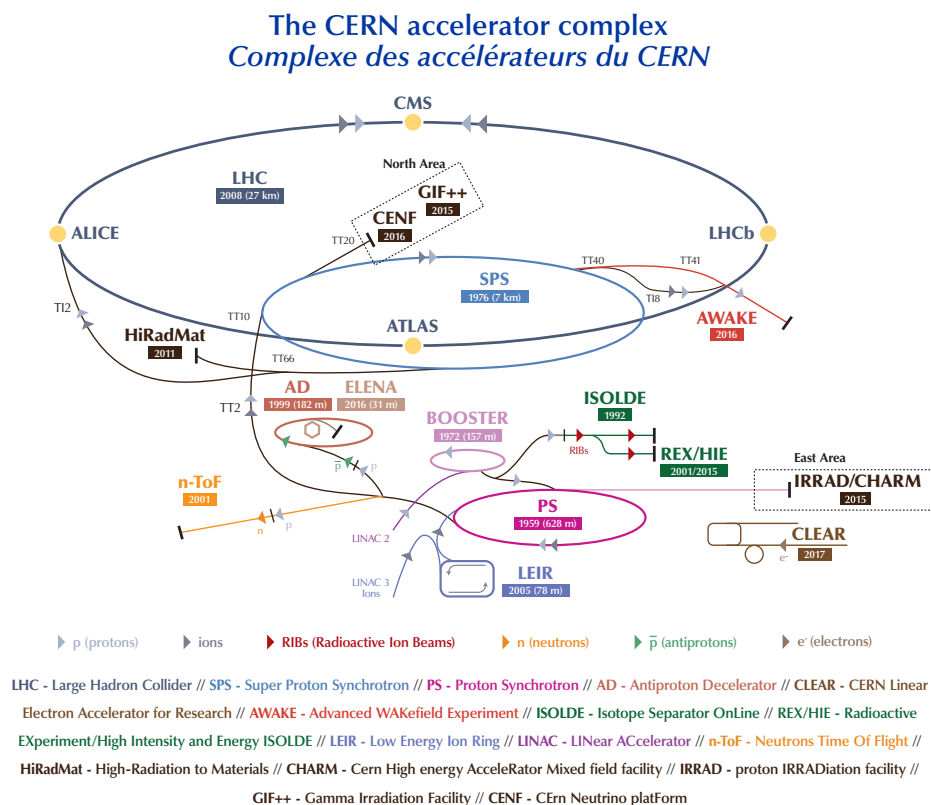 The CERN accelerator complex
Complexe des accélérateurs du CERN
CMS
North Area
LHC
2008 (27 km)
GIF++
2015
CENF
2016
TT20
ALICE
LHCb
TT40
TT41
SPS
1976 (7 km)
TI2
TI8
TT10
AWAKE
2016
ATLAS
HiRadMat
2011
TT66
AD
1999 (182 m)
ELENA
2016 (31 m)
TT2
ISOLDE
1992
BOOSTER
1972 (157 m)
RIBs
REX/HIE
2001/2015
p̅
p
East Area
n-ToF
2001
IRRAD/CHARM
2015
PS
1959 (628 m)
n
p
LINAC 2
CLEAR
2017
e-
LINAC 3
Ions
LEIR
2005 (78 m)
p (protons)
ions
RIBs (Radioactive Ion Beams)
n (neutrons)
p̅ (antiprotons)
e- (electrons)
LHC - Large Hadron Collider // SPS - Super Proton Synchrotron // PS - Proton Synchrotron // AD - Antiproton Decelerator // CLEAR - CERN Linear
Electron Accelerator for Research // AWAKE - Advanced WAKefield Experiment // ISOLDE - Isotope Separator OnLine // REX/HIE - Radioactive
EXperiment/High Intensity and Energy ISOLDE // LEIR - Low Energy Ion Ring // LINAC - LINear ACcelerator // n-ToF - Neutrons Time Of Flight //
HiRadMat - High-Radiation to Materials // CHARM - Cern High energy AcceleRator Mixed field facility // IRRAD - proton IRRADiation facility //
GIF++ - Gamma Irradiation Facility // CENF - CErn Neutrino platForm